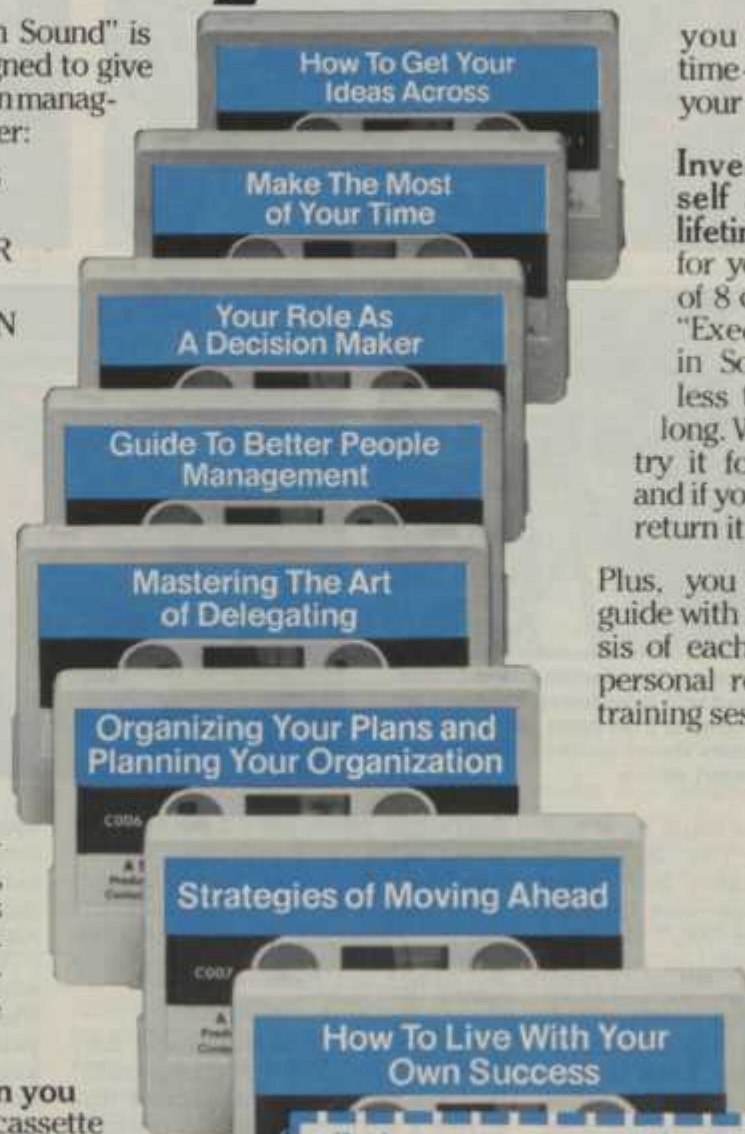 n Sound" is
ned to give
n manag-
er:
R
N
n you
cassette
How To Get Your
Ideas Across
Make The Most
of Your Time
Your Role As
A Decision Maker
Guide To Better People
Management
Mastering The Art
of Delegating
Organizing Your Plans and
Planning Your Organization
C006
A
Strategies of Moving Ahead
C007
A
How To Live With Your
Own Success
you
time
your
Inve
self
lifetin
for yo
of 8 c
"Exec
in So
less t
long. W
try it fo
and if yo
return it
Plus, you
guide with
sis of each
personal re
training ses